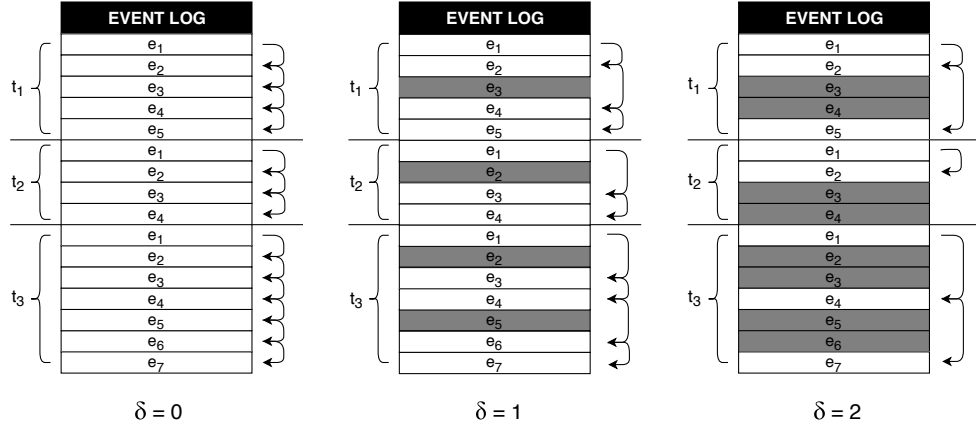 EVENT LOG EVENT LOG EVENT LOG
e₁ e₁ e₁
e₂ e₂ e₂
t₁ e₃ t₁ e₃ t₁ e₃
e₄ e₄ e₄
e₅ e₅ e₅
e₁ e₁ e₁
t₂ e₂ t₂ e₂ t₂ e₂
e₃ e₃ e₃
e₄ e₄ e₄
e₁ e₁ e₁
e₂ e₂ e₂
e₃ e₃ e₃
t₃ e₄ t₃ e₄ t₃ e₄
e₅ e₅ e₅
e₆ e₆ e₆
e₇ e₇ e₇
δ = 0 δ = 1 δ = 2